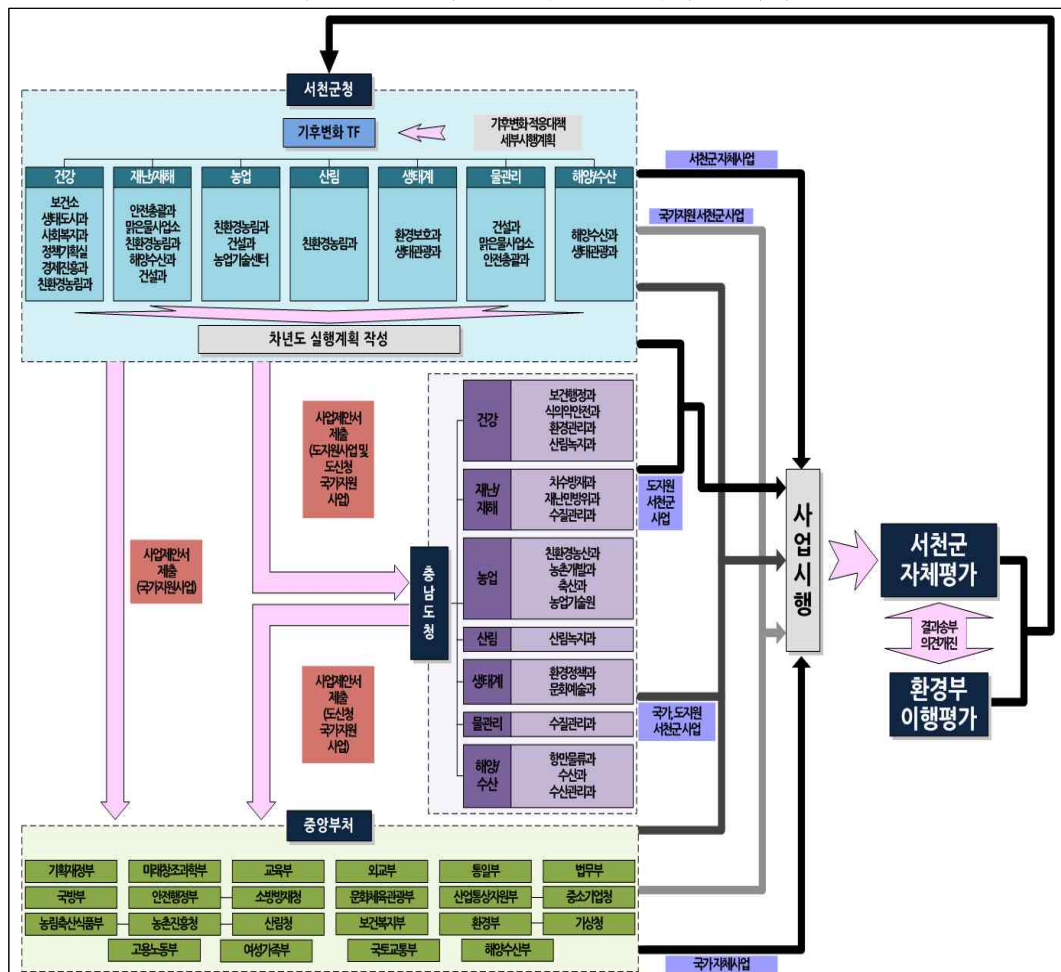 서천군청
기후변화 TF
기후변화 적응대책
세부시행계획
건강
보건소
생태도시과
사회복지과
정책기획실
경제진흥과
친환경농림과
재난/재해
안전총괄과
맑은물사업소
친환경농림과
해양수산과
건설과
농업
친환경농림과
건설과
농업기술센터
산림
친환경농림과
생태계
환경보호과
생태관광과
물관리
건설과
맑은물사업소
안전총괄과
해양/수산
해양수산과
생태관광과
차년도 실행계획 작성
서천군 자체사업
국가지원 서천군 사업
사업제안서
제출
(도지원사업 및
도신청
국가지원
사업)
사업제안서
제출
(국가지원사업)
사업제안서
제출
(도신청
국가지원
사업)
충남도청
건강
보건행정과
식의약안전과
환경관리과
산림녹지과
재난/
재해
치수방재과
재난민방위과
수질관리과
농업
친환경농산과
농촌개발과
축산과
농업기술원
산림
산림녹지과
생태계
환경정책과
문화예술과
물관리
수질관리과
해양/
수산
항만물류과
수산과
수산관리과
도지원
서천군
사업
국가, 도지원
서천군 사업
사업시행
서천군
자체평가
결과송부
의견개진
환경부
이행평가
중앙부처
기획재정부
미래창조과학부
교육부
외교부
통일부
법무부
국방부
안전행정부
소방방재청
문화체육관광부
산업통상자원부
중소기업청
농림축산식품부
농촌진흥청
산림청
보건복지부
환경부
기상청
고용노동부
여성가족부
국토교통부
해양수산부
국가 자체사업